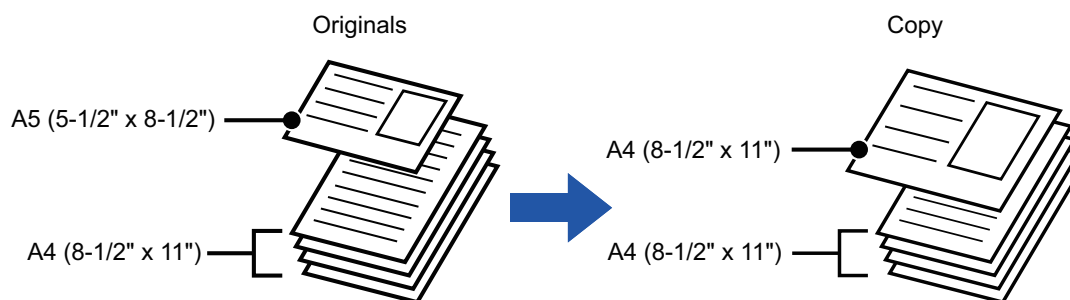 Originals
Copy
A5 (5-1/2" x 8-1/2")
A4 (8-1/2" x 11")
A4 (8-1/2" x 11")
A4 (8-1/2" x 11")